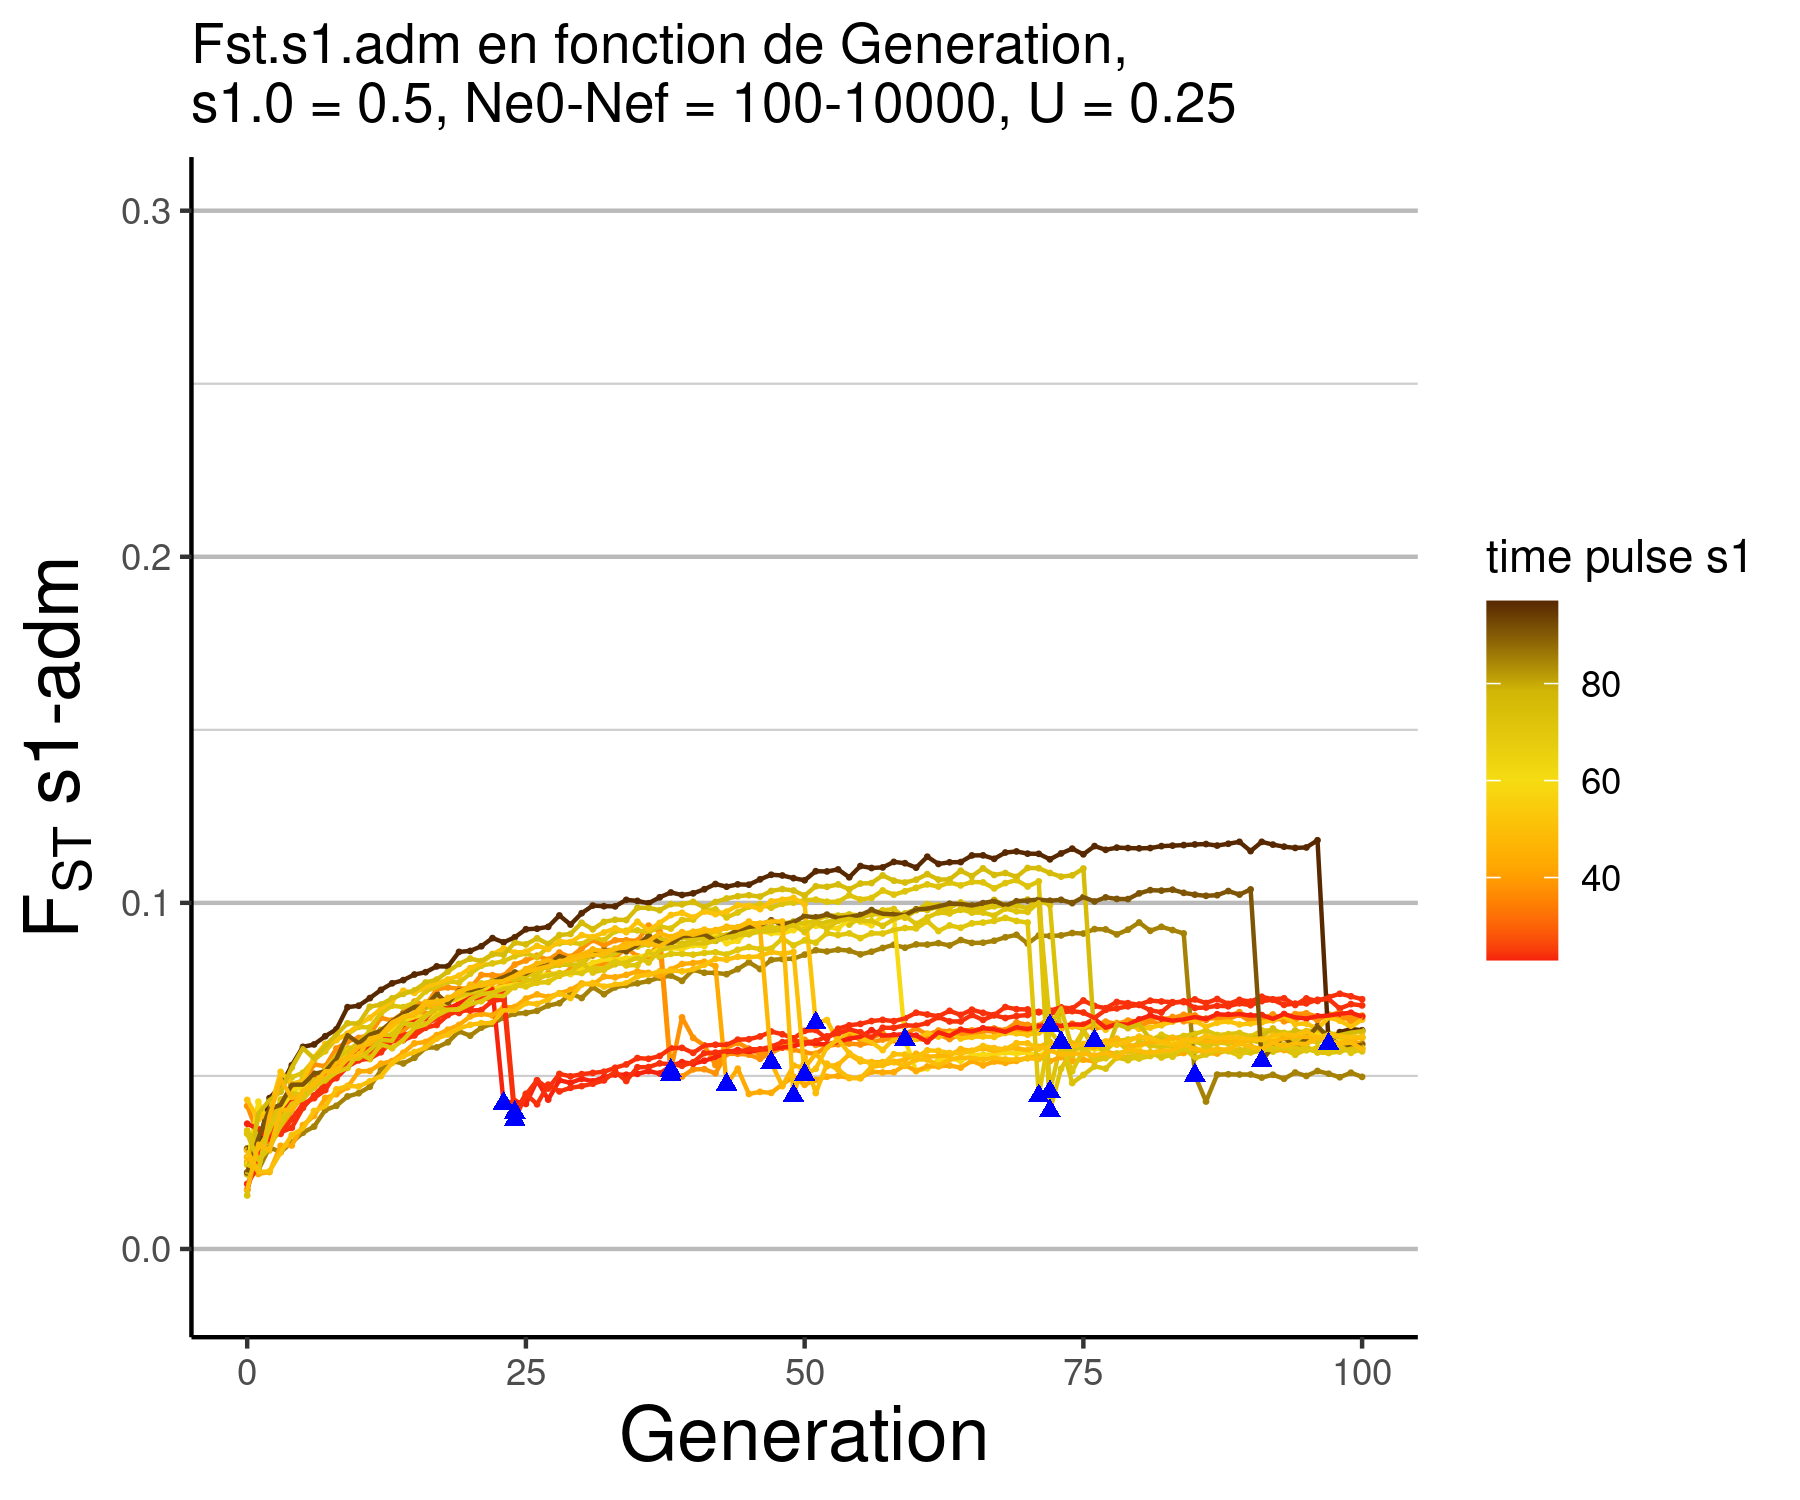 Fst.s1.adm en fonction de Generation,
s1.0 = 0.5, Ne0-Nef = 100-10000, U = 0.25
0.3
0.2
0.1
0.0
FST s1-adm
0
25
50
75
100
Generation
time pulse s1
80
60
40